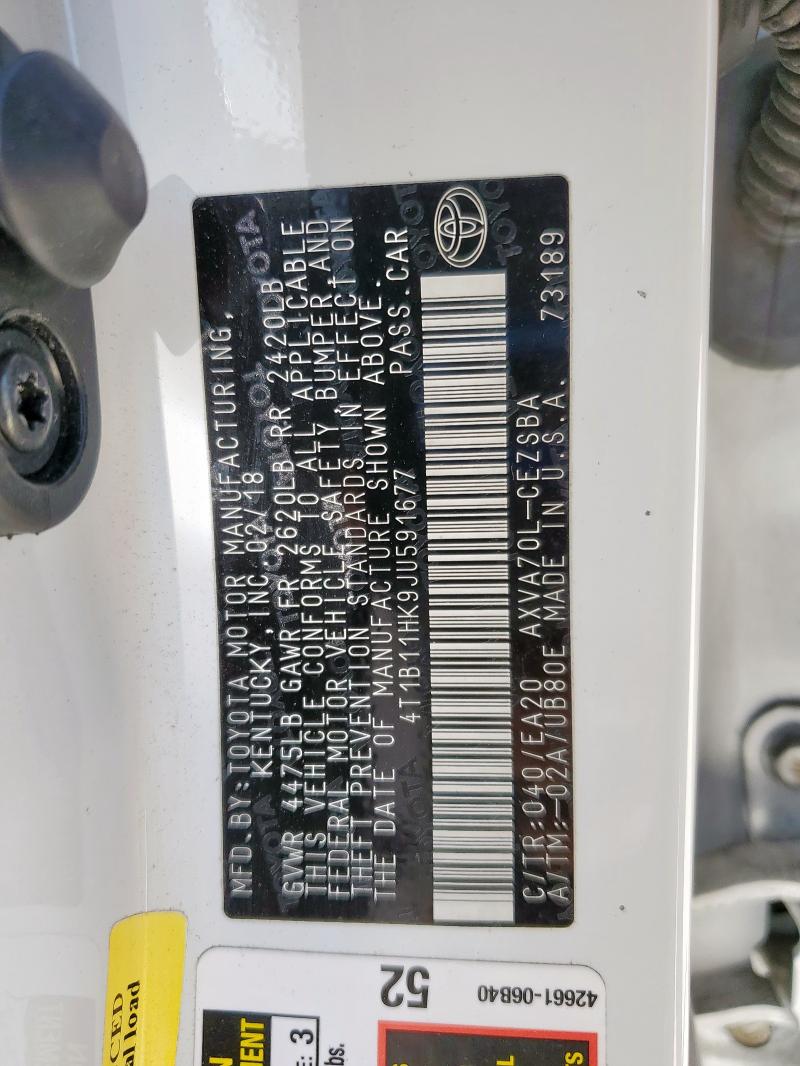 MFD.BY:TOYOTA MOTOR MANUFACTURING,
KENTUCKY,INC 02/18
GVWR 4475LB GAWR FR 2620LB RR 2420LB
THIS VEHICLE CONFORMS TO ALL APPLICABLE
FEDERAL MOTOR VEHICLE SAFETY, BUMPER,AND
THEFT PREVENTION STANDARDS IN EFFECT ON
THE DATE OF MANUFACTURE SHOWN ABOVE.
4T1B11HK9JU591677 PASS.CAR
C/TR:040/EA20 AXVA70L-CEZSBA 73189
A/TM:-02A/UB80E MADE IN U.S.A.
52
42661-06B40
3
lbs.
load